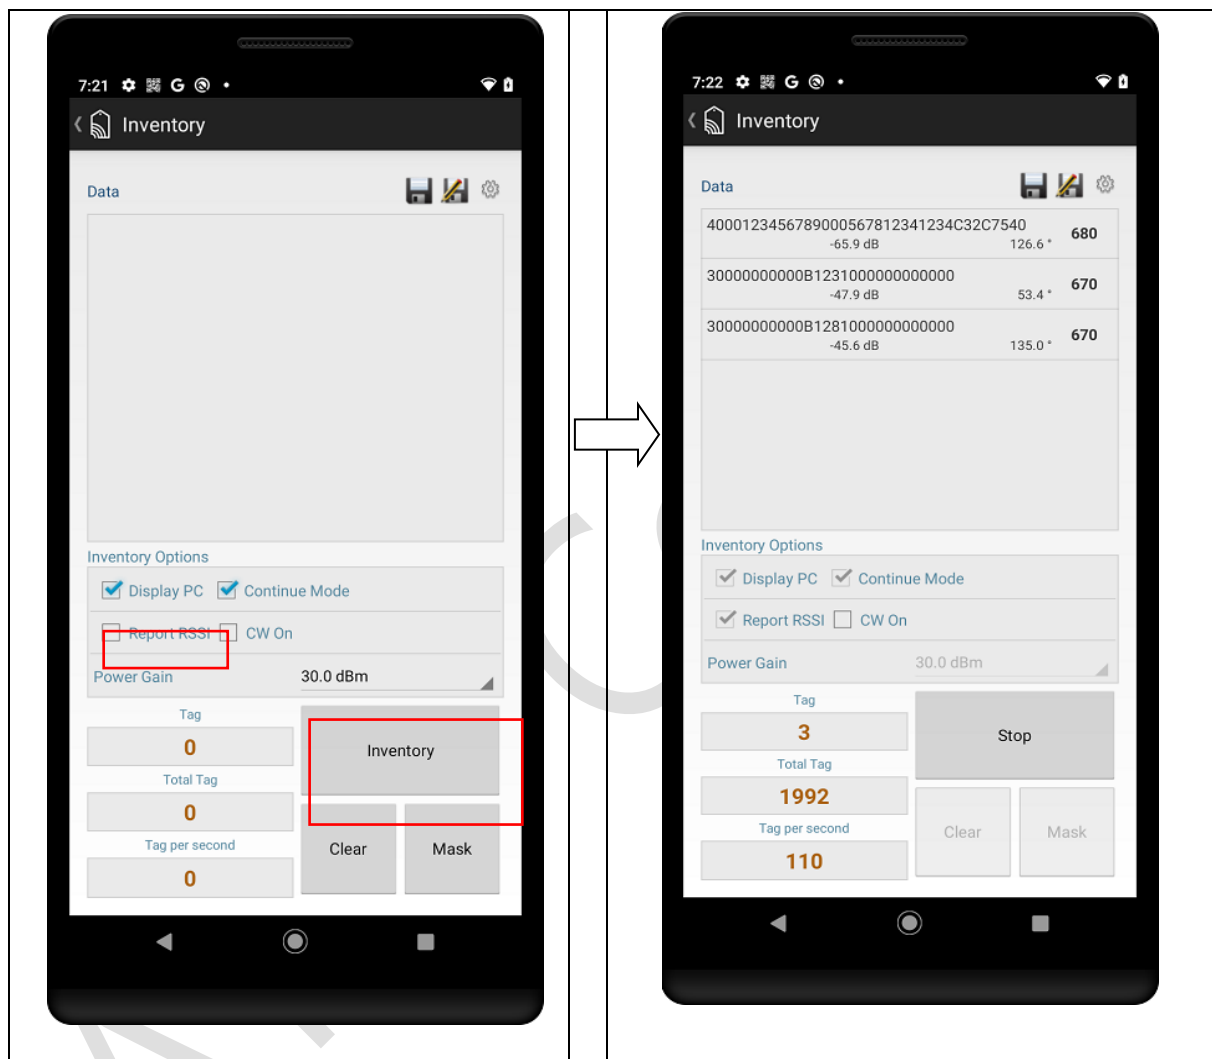 7:21 G
Inventory
Data
Inventory Options
Display PC Continue Mode
Report RSSI CW On
Power Gain 30.0 dBm
Tag
0
Inventory
Total Tag
0
Tag per second
0
Clear Mask
7:22 G
Inventory
Data
40001234567890005678123412​34C32C7540 680
-65.9 dB 126.6 °
30000000000B1231000000000000 670
-47.9 dB 53.4 °
30000000000B1281000000000000 670
-45.6 dB 135.0 °
Inventory Options
Display PC Continue Mode
Report RSSI CW On
Power Gain 30.0 dBm
Tag
3
Stop
Total Tag
1992
Tag per second
110
Clear Mask